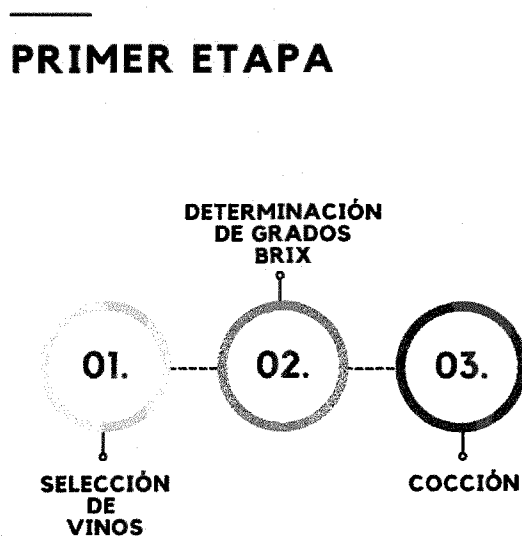 PRIMER ETAPA
DETERMINACIÓN
DE GRADOS
BRIX
01.
02.
03.
SELECCIÓN
DE
VINOS
COCCIÓN